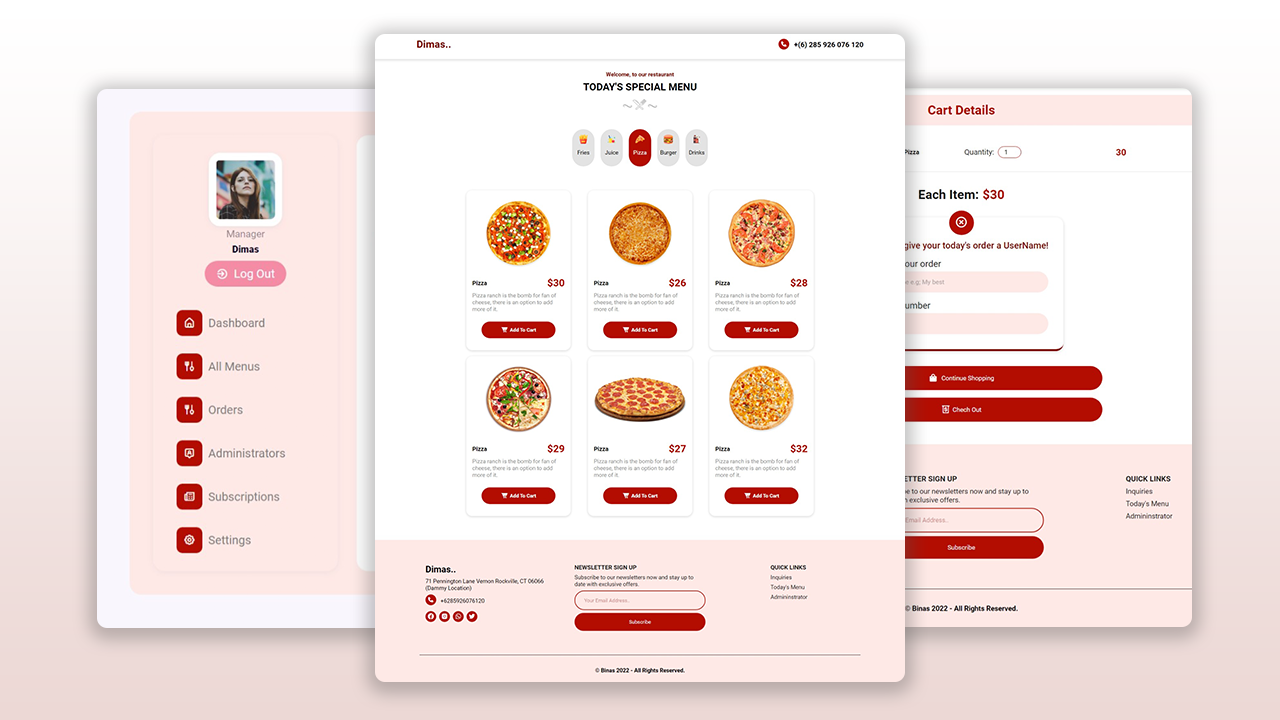 Manager
Dimas
Log Out
Dashboard
All Menus
Orders
Administrators
Subscriptions
Settings
Dimas..
+(6) 285 926 076 120
Welcome, to our restaurant
TODAY'S SPECIAL MENU
Fries
Juice
Pizza
Burger
Drinks
Pizza $30
Pizza ranch is the bomb for fan of
cheese, there is an option to add
more of it.
Add To Cart
Pizza $26
Pizza ranch is the bomb for fan of
cheese, there is an option to add
more of it.
Add To Cart
Pizza $28
Pizza ranch is the bomb for fan of
cheese, there is an option to add
more of it.
Add To Cart
Pizza $29
Pizza ranch is the bomb for fan of
cheese, there is an option to add
more of it.
Add To Cart
Pizza $27
Pizza ranch is the bomb for fan of
cheese, there is an option to add
more of it.
Add To Cart
Pizza $32
Pizza ranch is the bomb for fan of
cheese, there is an option to add
more of it.
Add To Cart
Dimas..
71 Pennington Lane Vernon Rockville, CT 06066
(Dammy Location)
+6285926076120
NEWSLETTER SIGN UP
Subscribe to our newsletters now and stay up to
date with exclusive offers.
Your Email Address..
Subscribe
QUICK LINKS
Inquiries
Today's Menu
Admininstrator
© Binas 2022 - All Rights Reserved.
Cart Details
Pizza Quantity: 1 30
Each Item: $30
give your today's order a UserName!
our order
e.g; My best
umber
Continue Shopping
Chech Out
ETTER SIGN UP
be to our newsletters now and stay up to
exclusive offers.
Email Address..
Subscribe
QUICK LINKS
Inquiries
Today's Menu
Admininstrator
© Binas 2022 - All Rights Reserved.